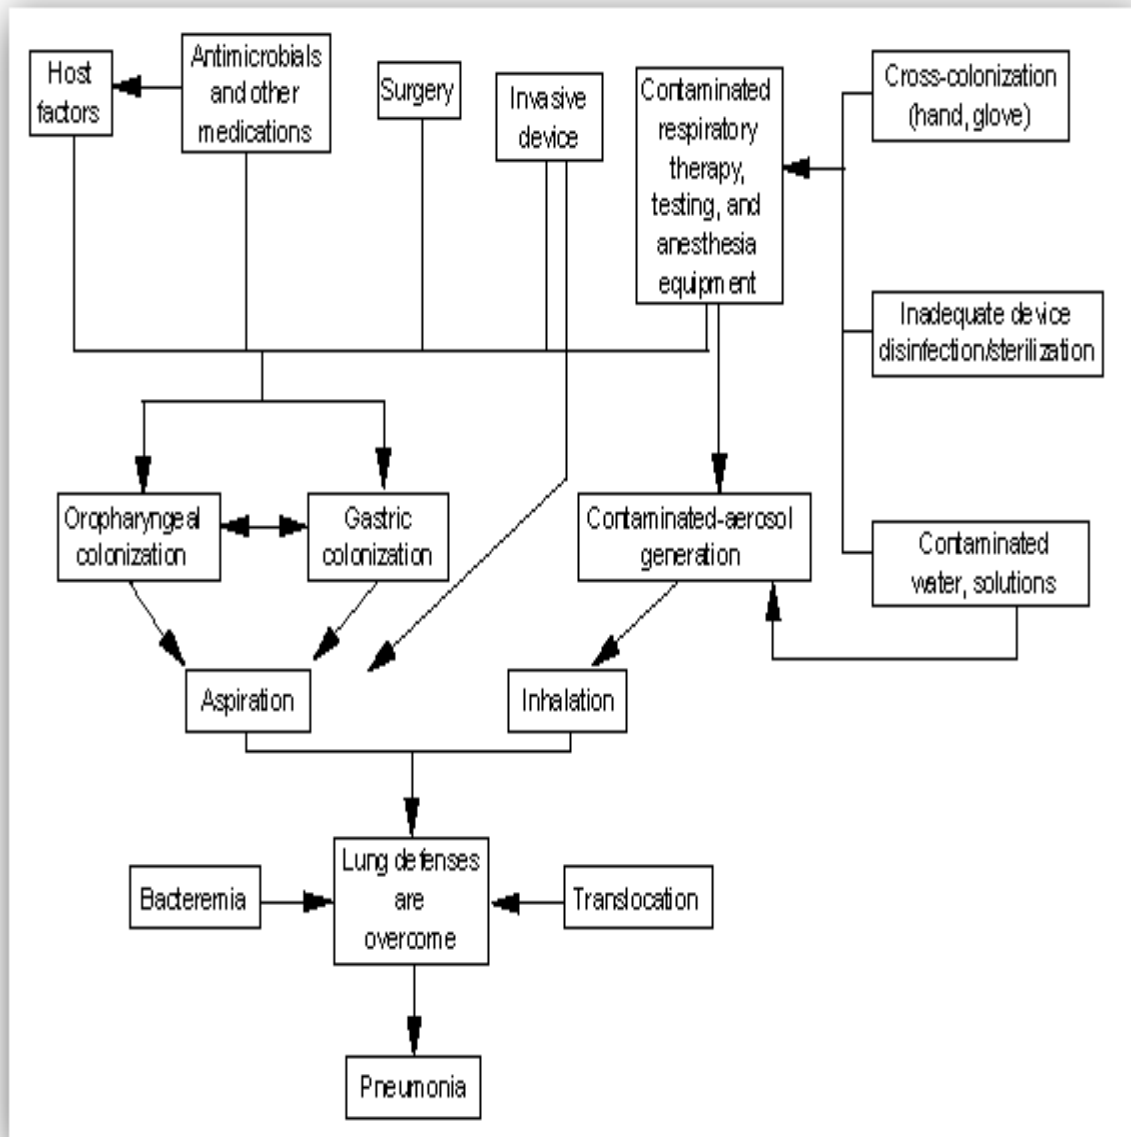 Host
factors
Antimicrobials
and other
medications
Surgery
Invasive
device
Contaminated
respiratory
therapy,
testing, and
anesthesia
equipment
Cross-colonization
(hand, glove)
Inadequate device
disinfection/sterilization
Oropharyngeal
colonization
Gastric
colonization
Contaminated-aerosol
generation
Contaminated
water, solutions
Aspiration
Inhalation
Bacteremia
Lung defenses
are
overcome
Translocation
Pneumonia